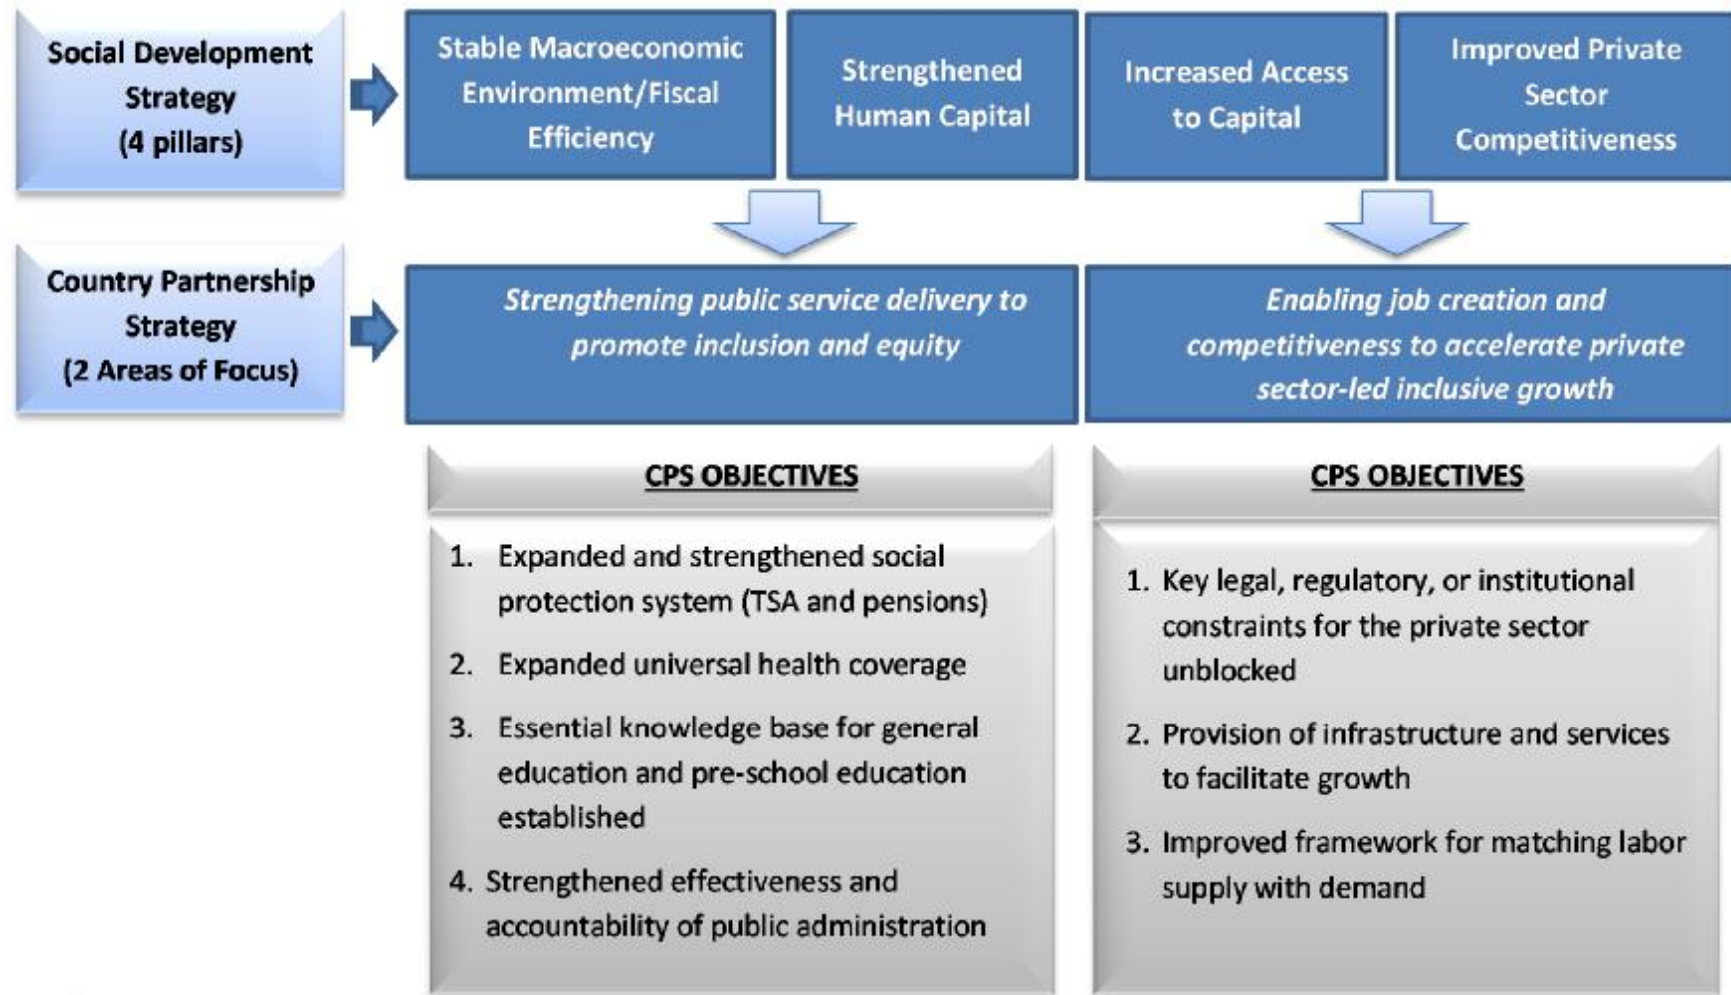 Social Development
Strategy
(4 pillars)
Stable Macroeconomic
Environment/Fiscal
Efficiency
Strengthened
Human Capital
Increased Access
to Capital
Improved Private
Sector
Competitiveness
Country Partnership
Strategy
(2 Areas of Focus)
Strengthening public service delivery to
promote inclusion and equity
Enabling job creation and
competitiveness to accelerate private
sector-led inclusive growth
CPS OBJECTIVES
1. Expanded and strengthened social
protection system (TSA and pensions)
2. Expanded universal health coverage
3. Essential knowledge base for general
education and pre-school education
established
4. Strengthened effectiveness and
accountability of public administration
CPS OBJECTIVES
1. Key legal, regulatory, or institutional
constraints for the private sector
unblocked
2. Provision of infrastructure and services
to facilitate growth
3. Improved framework for matching labor
supply with demand